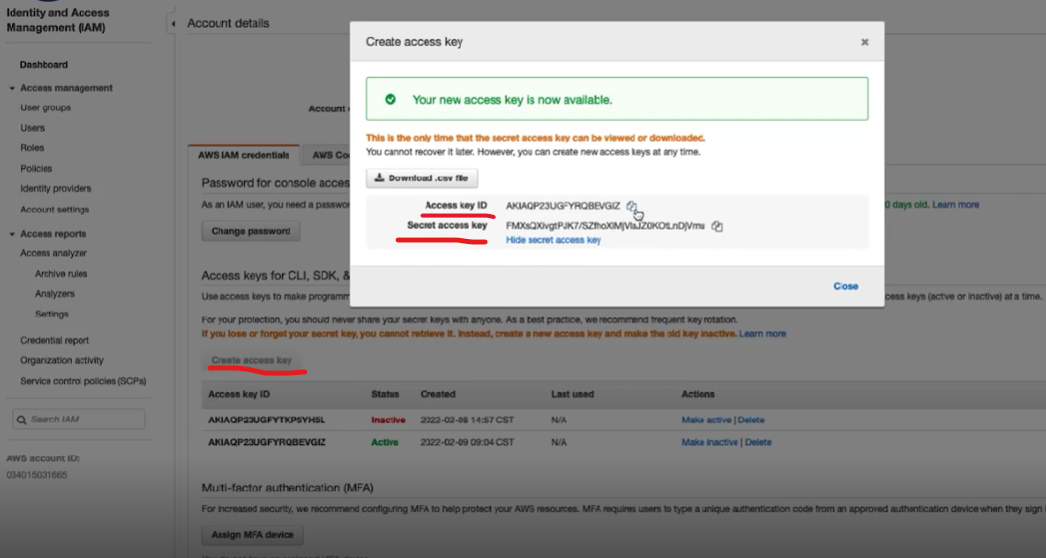 Identity and Access
Management (IAM)
Dashboard
Access management
User groups
Users
Roles
Policies
Identity providers
Account settings
Access reports
Access analyzer
Archive rules
Analyzers
Settings
Credential report
Organization activity
Service control policies (SCPs)
Search IAM
AWS account ID:
034015031665
Account details
Account
AWS IAM credentials
AWS
Password for console
As an IAM user, you need a
0 days old. Learn more
Change password
Create access key
Your new access key is now available.
This is the only time that the secret access key can be viewed or downloaded.
You cannot recover it later. However, you can create new access keys at any time.
Download .csv file
Access key ID AKIAQP23UGFYRQBEVGIZ
Secret access key
Hide secret access key
Close
Access keys for CLI, SDK, &
Use access keys to make
keys (active or inactive) at a time.
For your protection, you should never share your secret keys with anyone. As a best practice, we recommend frequent key rotation.
If you lose or forget your secret key, you cannot retrieve it. Instead, create a new access key and make the old key inactive. Learn more
Create access key
Access key ID Status Created Last used Actions
Inactive 2022-02-08 14:57 CST N/A Make active | Delete
AKIAQP23UGFYRQBEVGIZ Active 2022-02-09 09:04 CST N/A Make inactive | Delete
Multi-factor authentication (MFA)
For increased security, we recommend configuring MFA to help protect your AWS resources. MFA requires users to type a unique authentication code from an approved authentication device when they sign
Assign MFA device